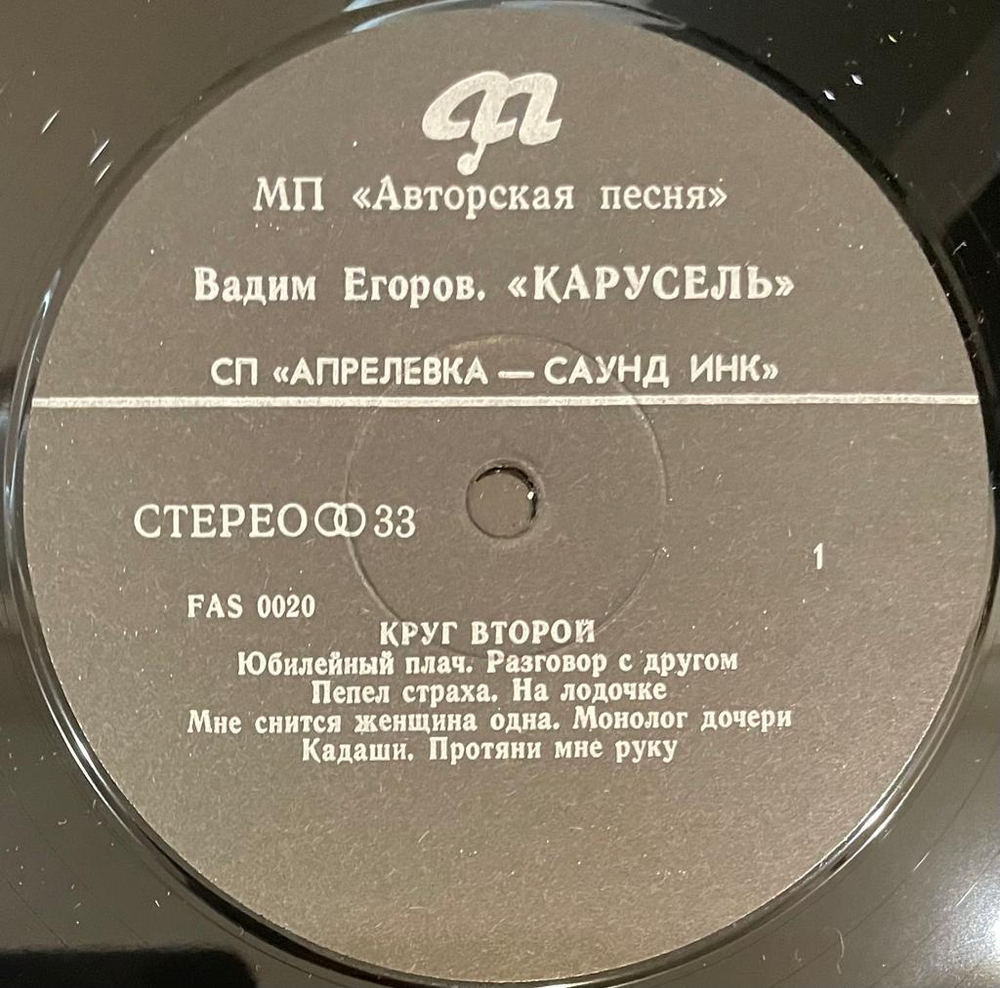 МП «Авторская песня»
Вадим Егоров. «КАРУСЕЛЬ»
СП «АПРЕЛЕВКА — САУНД ИНК»
СТЕРЕО 33
1
FAS 0020
КРУГ ВТОРОЙ
Юбилейный плач. Разговор с другом
Пепел страха. На лодочке
Мне снится женщина одна. Монолог дочери
Кадаши. Протяни мне руку